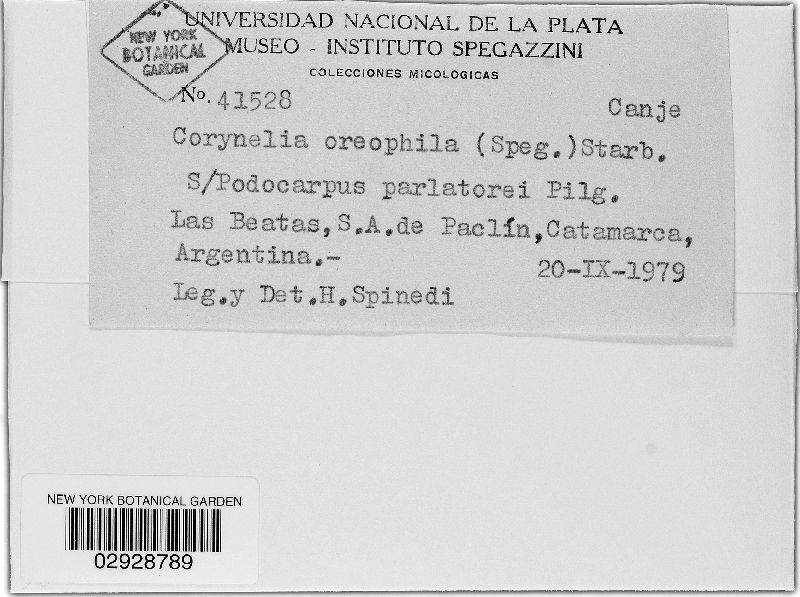 UNIVERSIDAD NACIONAL DE LA PLATA
MUSEO - INSTITUTO SPEGAZZINI
COLECCIONES MICOLOGICAS
NEW YORK
BOTANICAL
GARDEN
No. 41528 Canje
Corynelia oreophila (Speg.)Starb.
S/Podocarpus parlatorei Pilg.
Las Beatas,S.A.de Paclín,Catamarca,
Argentina.- 20-IX-1979
Leg.y Det.H.Spinedi
NEW YORK BOTANICAL GARDEN
02928789